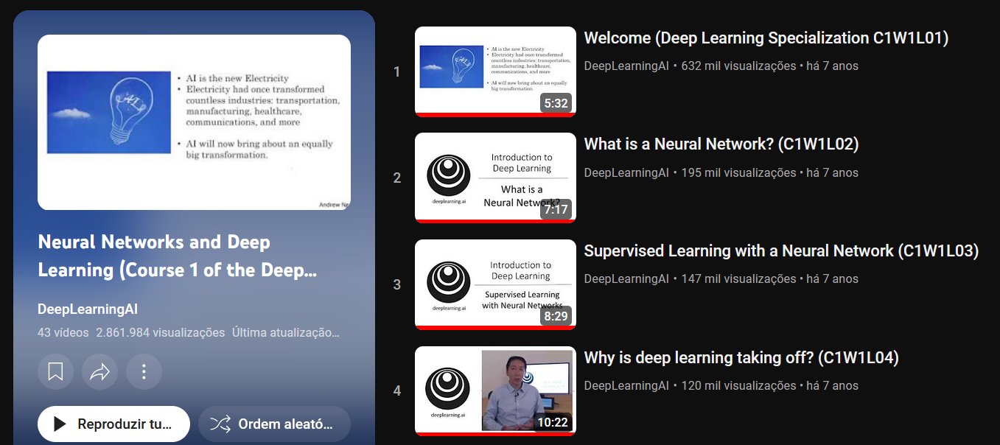 • AI is the new Electricity
• Electricity had once transformed
countless industries: transportation,
manufacturing, healthcare,
communications, and more
• AI will now bring about an equally
big transformation.
Andrew Ng
Neural Networks and Deep
Learning (Course 1 of the Deep...
DeepLearningAI
43 vídeos 2.861.984 visualizações Última atualização...
Reproduzir tu...
Ordem aleató...
1
• AI is the new Electricity
• Electricity had once transformed
countless industries: transportation,
manufacturing, healthcare,
communications, and more
• AI will now bring about an equally
big transformation.
5:32
Welcome (Deep Learning Specialization C1W1L01)
DeepLearningAI • 632 mil visualizações • há 7 anos
2
deeplearning.ai
Introduction to
Deep Learning
What is a
Neural Network?
7:17
What is a Neural Network? (C1W1L02)
DeepLearningAI • 195 mil visualizações • há 7 anos
3
deeplearning.ai
Introduction to
Deep Learning
Supervised Learning
with Neural Networks
8:29
Supervised Learning with a Neural Network (C1W1L03)
DeepLearningAI • 147 mil visualizações • há 7 anos
4
deeplearning.ai
10:22
Why is deep learning taking off? (C1W1L04)
DeepLearningAI • 120 mil visualizações • há 7 anos